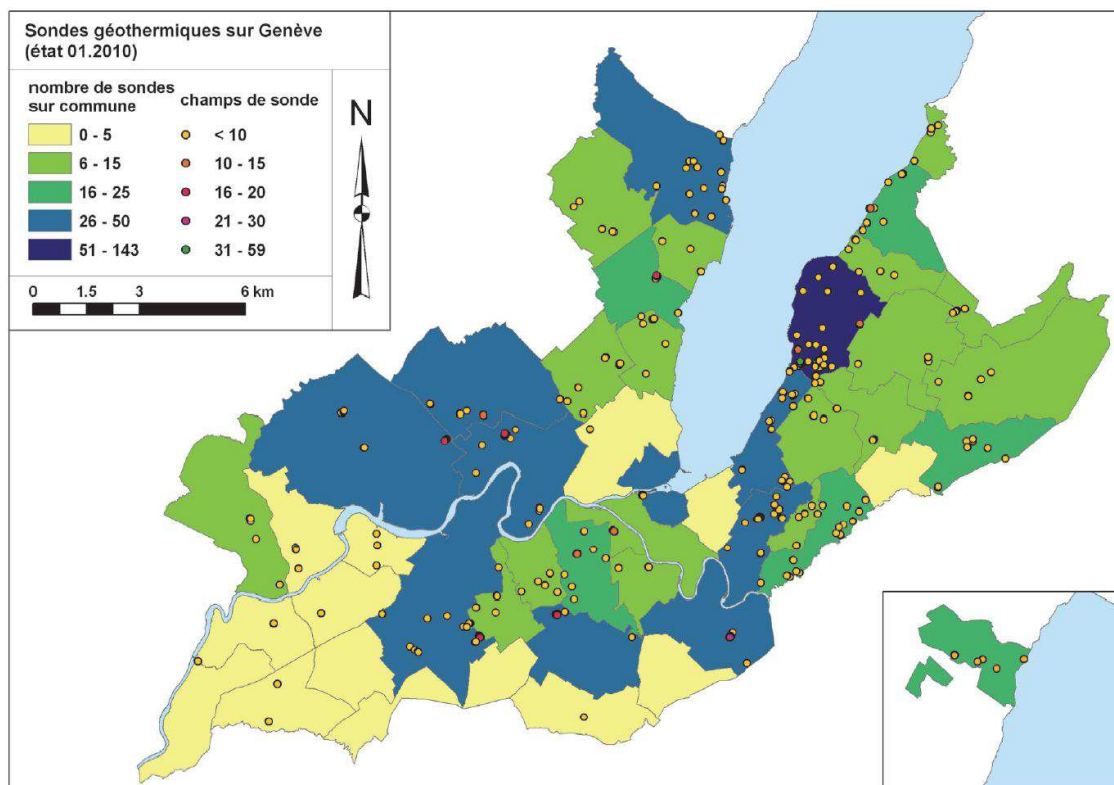 Sondes géothermiques sur Genève
(état 01.2010)
nombre de sondes
sur commune
0 - 5
6 - 15
16 - 25
26 - 50
51 - 143
champs de sonde
< 10
10 - 15
16 - 20
21 - 30
31 - 59
N
0 1.5 3 6 km